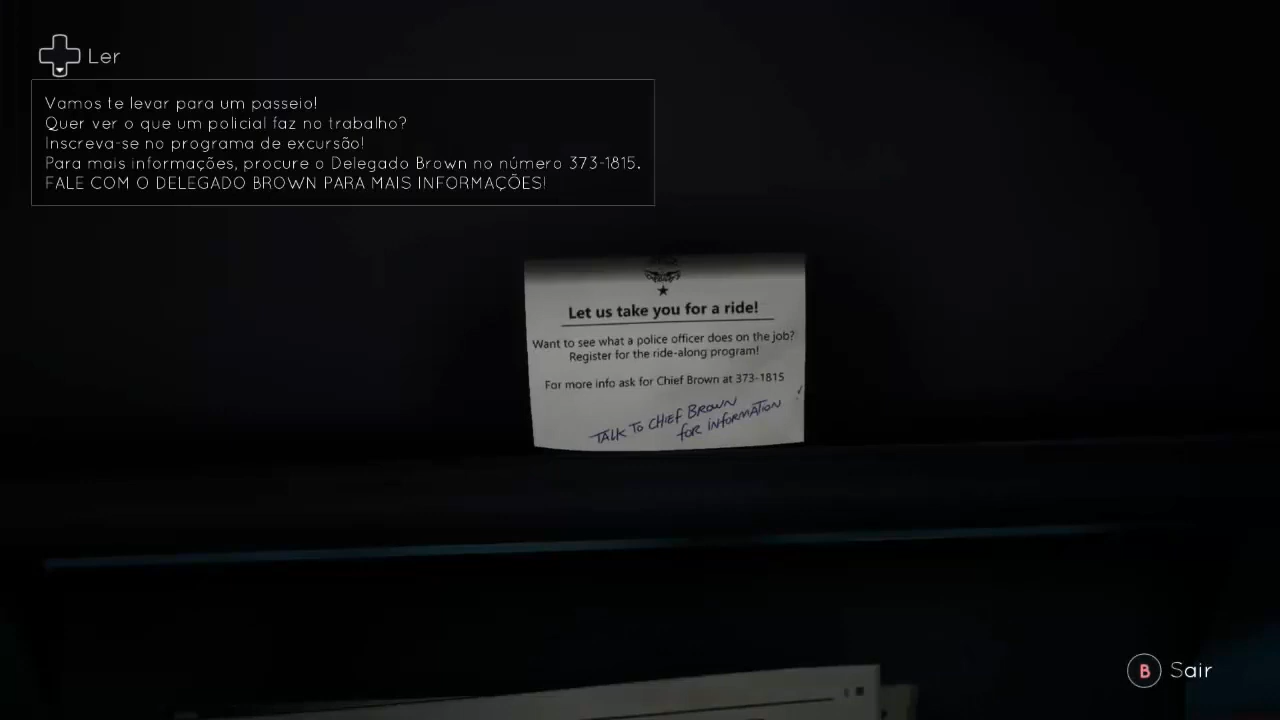 Ler
Vamos te levar para um passeio!
Quer ver o que um policial faz no trabalho?
Inscreva-se no programa de excursão!
Para mais informações, procure o Delegado Brown no número 373-1815.
FALE COM O DELEGADO BROWN PARA MAIS INFORMAÇÕES!
Let us take you for a ride!
Want to see what a police officer does on the job?
Register for the ride-along program!
For more info ask for Chief Brown at 373-1815
TALK TO CHIEF BROWN
FOR INFORMATION !
B Sair